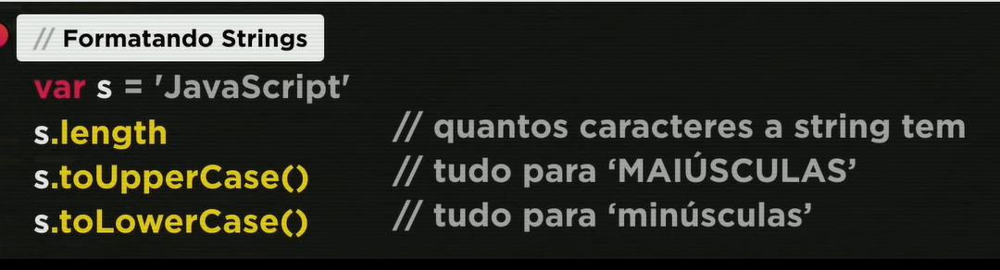 // Formatando Strings
var s = 'JavaScript'
s.length // quantos caracteres a string tem
s.toUpperCase() // tudo para ‘MAIÚSCULAS’
s.toLowerCase() // tudo para ‘minúsculas’